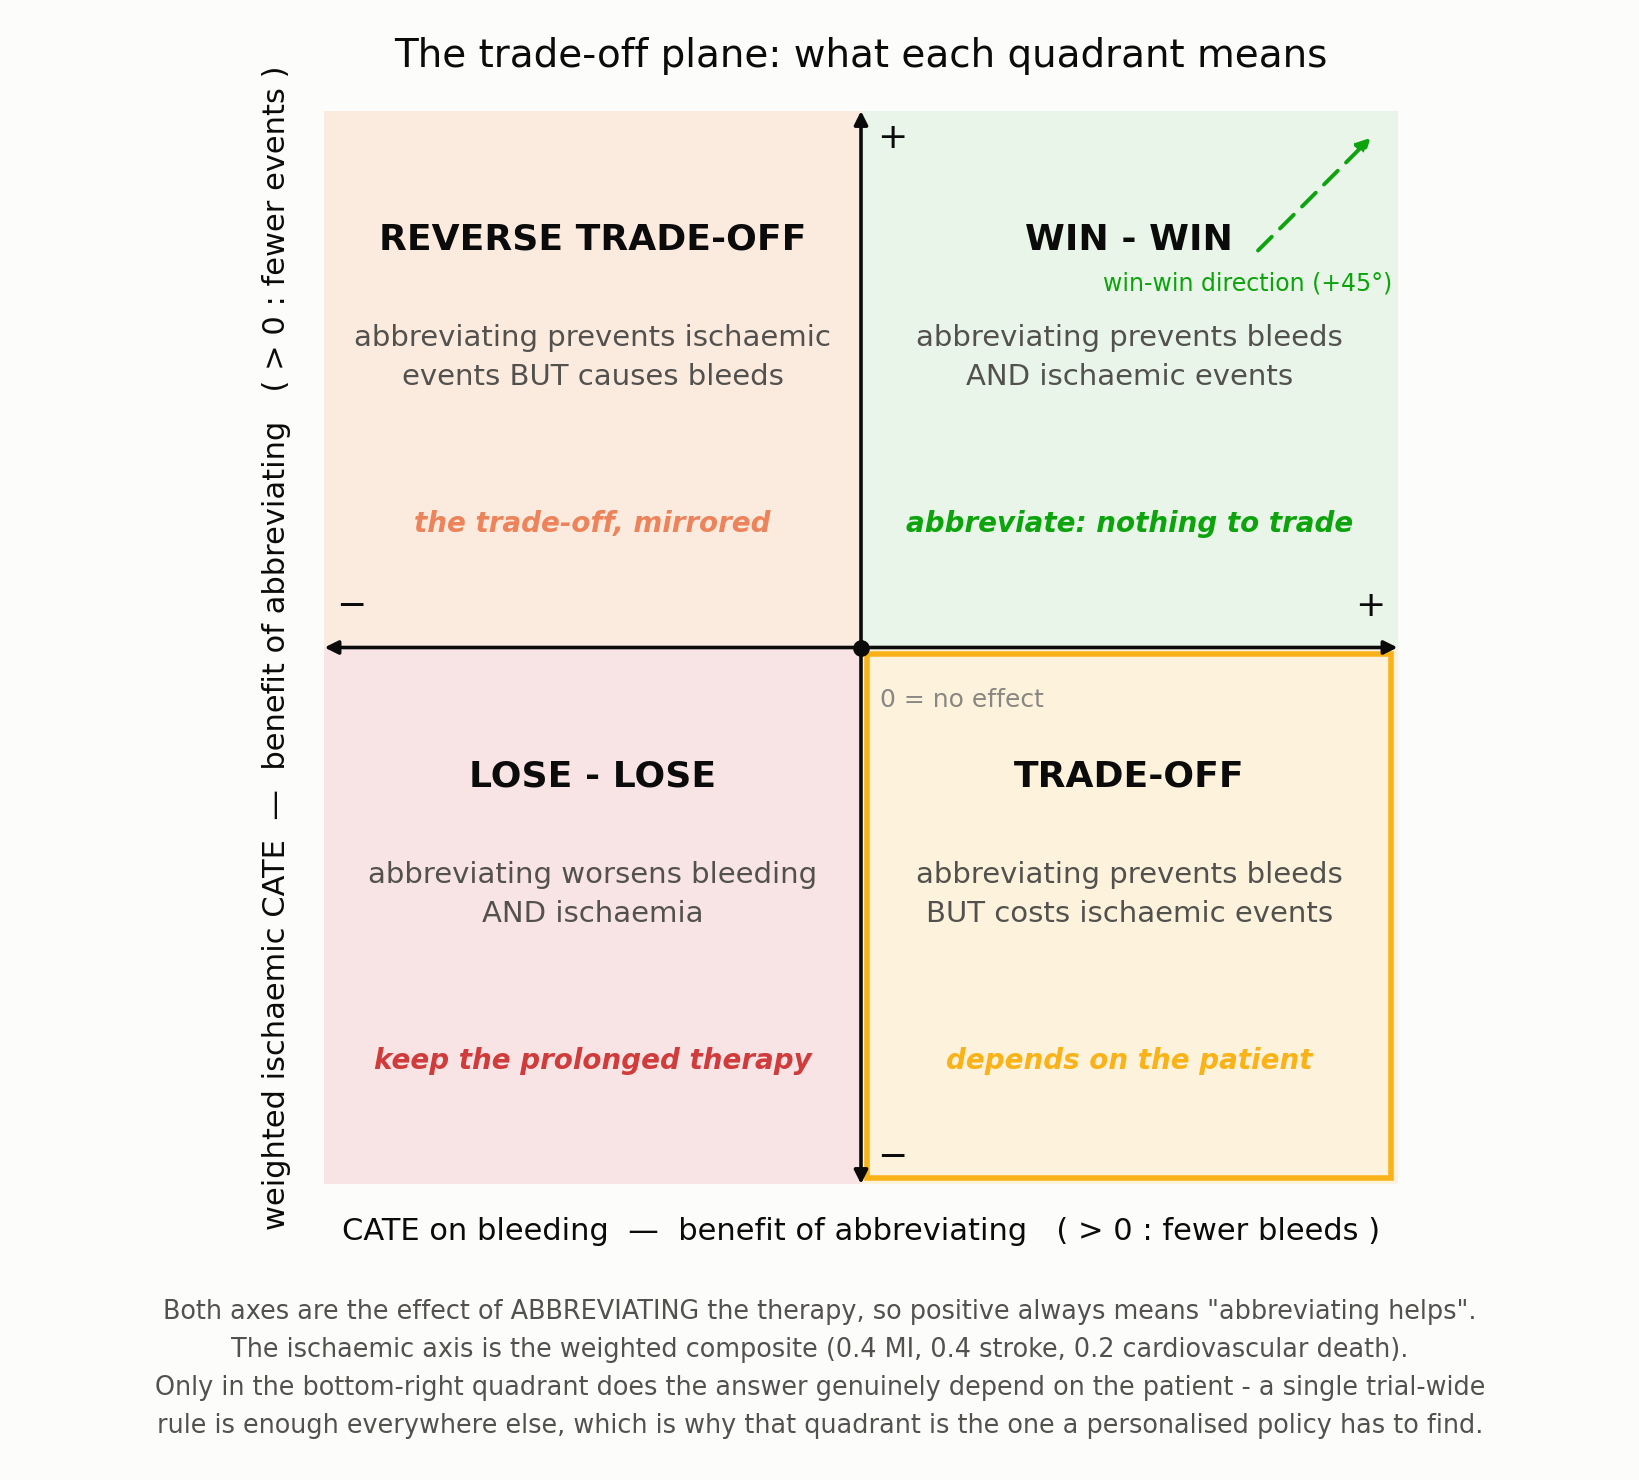 The trade-off plane: what each quadrant means
weighted ischaemic CATE — benefit of abbreviating ( > 0 : fewer events )
+
REVERSE TRADE-OFF
abbreviating prevents ischaemic
events BUT causes bleeds
the trade-off, mirrored
−
WIN - WIN
win-win direction (+45°)
abbreviating prevents bleeds
AND ischaemic events
abbreviate: nothing to trade
+
LOSE - LOSE
abbreviating worsens bleeding
AND ischaemia
keep the prolonged therapy
0 = no effect
TRADE-OFF
abbreviating prevents bleeds
BUT costs ischaemic events
depends on the patient
−
CATE on bleeding — benefit of abbreviating ( > 0 : fewer bleeds )
Both axes are the effect of ABBREVIATING the therapy, so positive always means "abbreviating helps".
The ischaemic axis is the weighted composite (0.4 MI, 0.4 stroke, 0.2 cardiovascular death).
Only in the bottom-right quadrant does the answer genuinely depend on the patient - a single trial-wide
rule is enough everywhere else, which is why that quadrant is the one a personalised policy has to find.